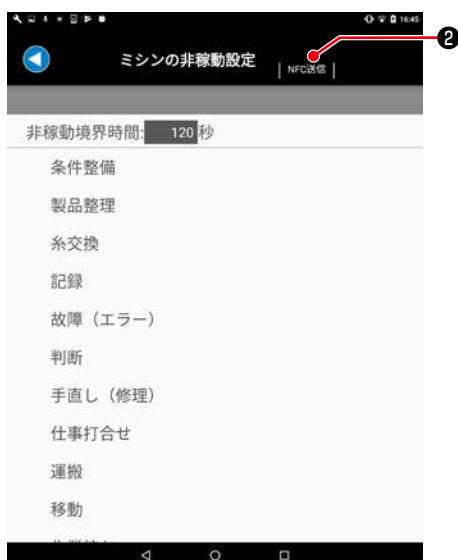 16:45
❷
ミシンの非稼動設定
NFC送信
非稼動境界時間: 120 秒
条件整備
製品整理
糸交換
記録
故障（エラー）
判断
手直し（修理）
仕事打合せ
運搬
移動